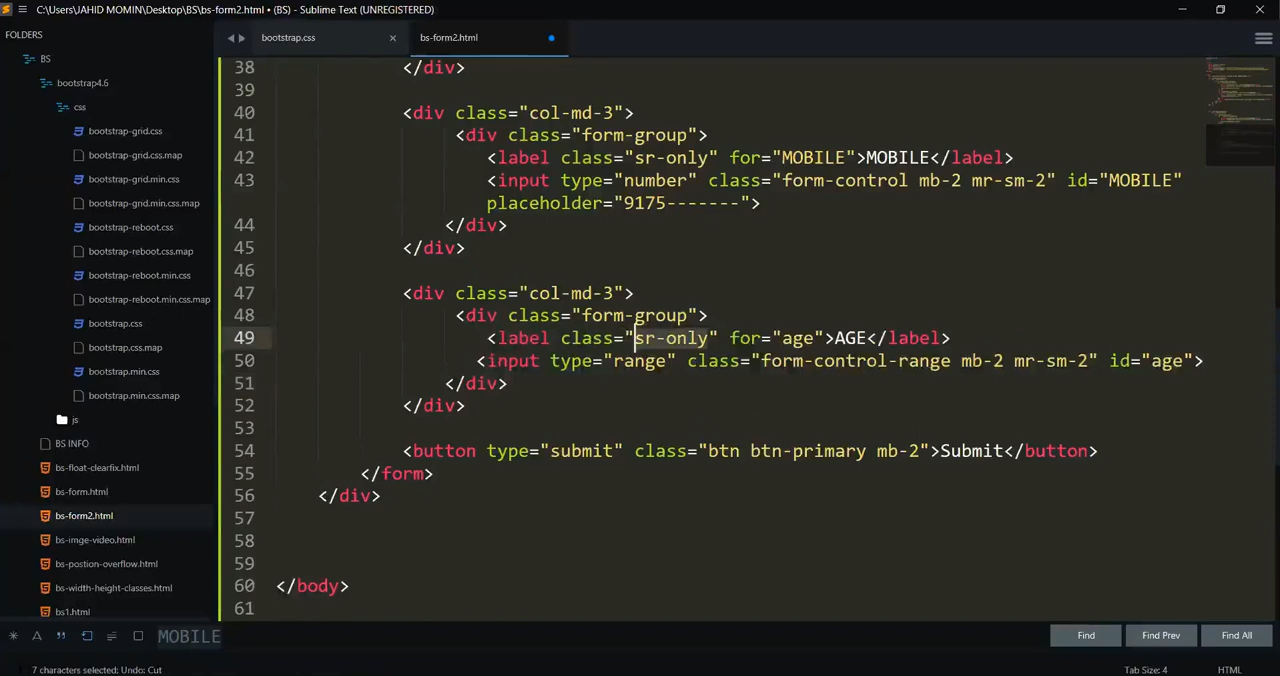 C:\Users\JAHID MOMIN\Desktop\BS\bs-form2.html • (BS) - Sublime Text (UNREGISTERED)
FOLDERS
BS
bootstrap4.6
css
bootstrap-grid.css
bootstrap-grid.css.map
bootstrap-grid.min.css
bootstrap-grid.min.css.map
bootstrap-reboot.css
bootstrap-reboot.css.map
bootstrap-reboot.min.css
bootstrap-reboot.min.css.map
bootstrap.css
bootstrap.css.map
bootstrap.min.css
bootstrap.min.css.map
js
BS INFO
bs-float-clearfix.html
bs-form.html
bs-form2.html
bs-imge-video.html
bs-postion-overflow.html
bs-width-height-classes.html
bs1.html
bootstrap.css ×
bs-form2.html
38 </div>
39
40 <div class="col-md-3">
41 <div class="form-group">
42 <label class="sr-only" for="MOBILE">MOBILE</label>
43 <input type="number" class="form-control mb-2 mr-sm-2" id="MOBILE"
placeholder="9175-------">
44 </div>
45 </div>
46
47 <div class="col-md-3">
48 <div class="form-group">
49 <label class="sr-only" for="age">AGE</label>
50 <input type="range" class="form-control-range mb-2 mr-sm-2" id="age">
51 </div>
52 </div>
53
54 <button type="submit" class="btn btn-primary mb-2">Submit</button>
55 </form>
56 </div>
57
58
59
60 </body>
61
MOBILE
Find Find Prev Find All
7 characters selected; Undo: Cut
Tab Size: 4 HTML